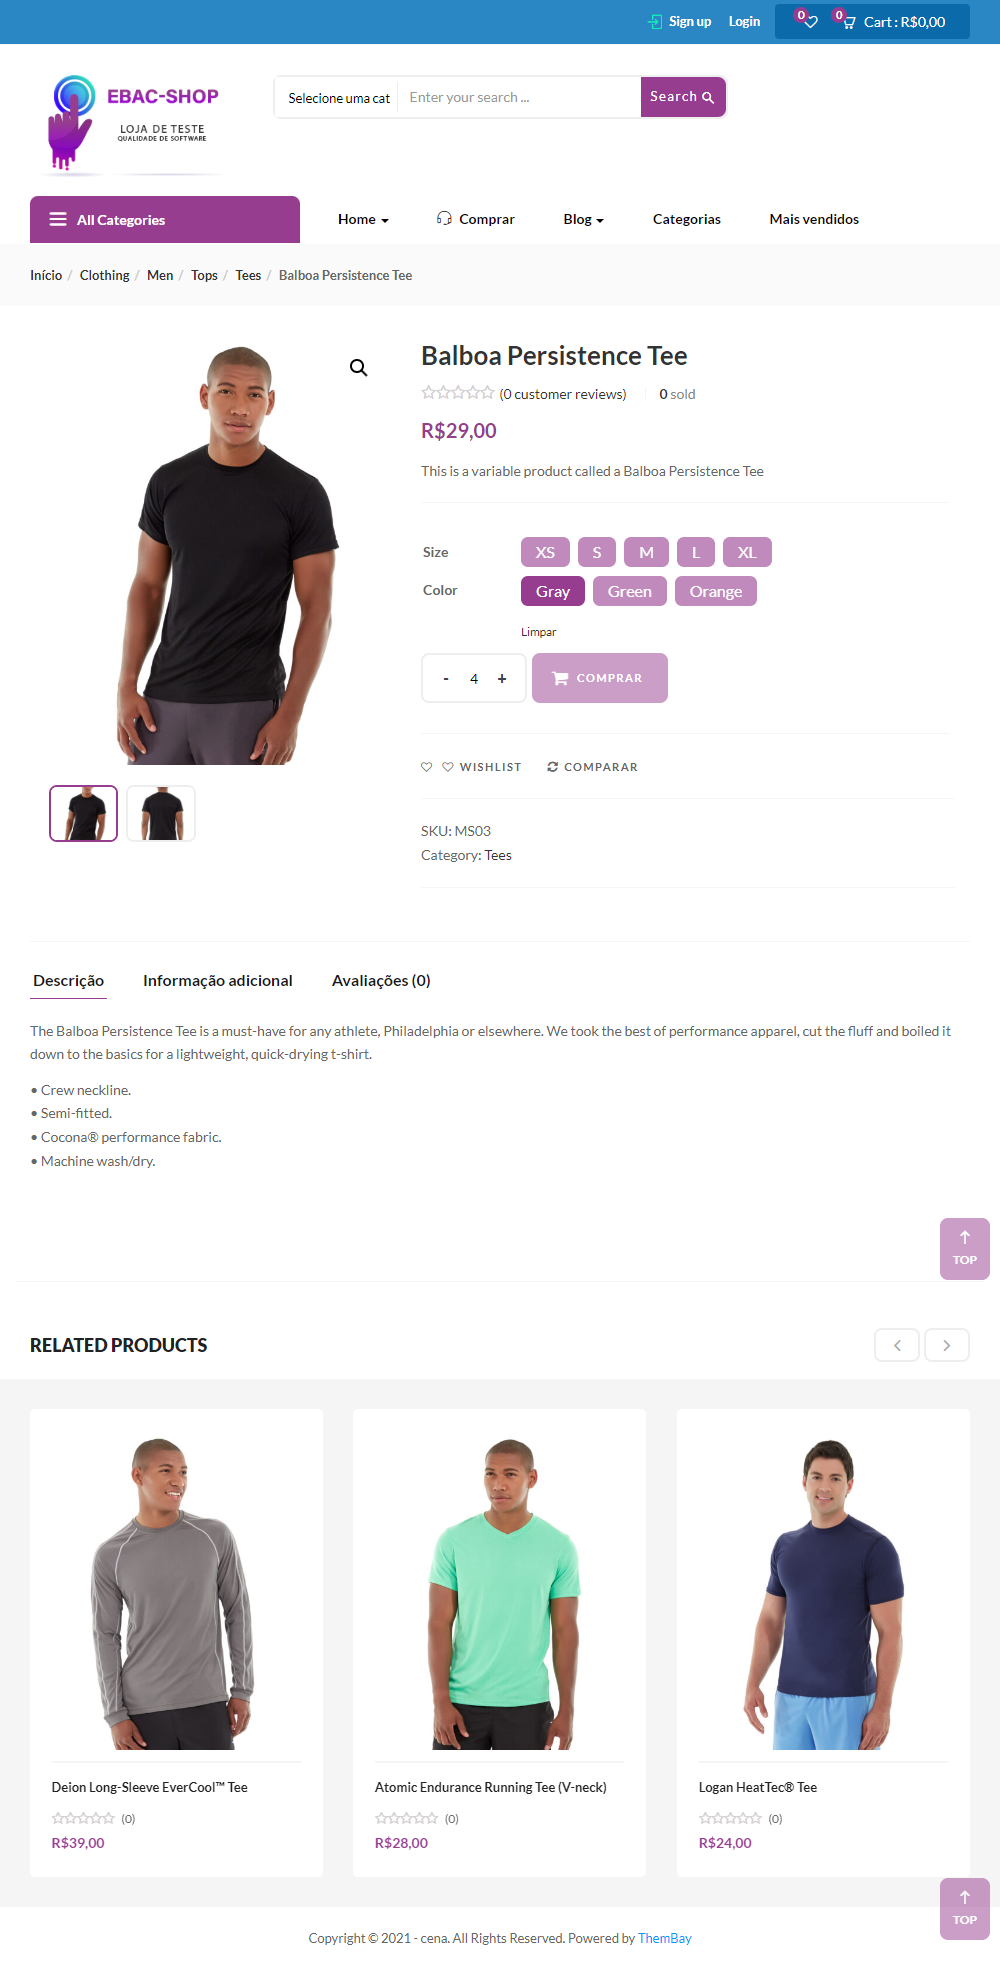 Sign up Login 0 0 Cart : R$0,00
EBAC-SHOP
LOJA DE TESTE
QUALIDADE DE SOFTWARE
Selecione uma cat Enter your search ... Search
All Categories Home Comprar Blog Categorias Mais vendidos
Início / Clothing / Men / Tops / Tees / Balboa Persistence Tee
Balboa Persistence Tee
(0 customer reviews) 0 sold
R$29,00
This is a variable product called a Balboa Persistence Tee
Size XS S M L XL
Color Gray Green Orange
Limpar
- 4 + COMPRAR
WISHLIST COMPARAR
SKU: MS03
Category: Tees
Descrição Informação adicional Avaliações (0)
The Balboa Persistence Tee is a must-have for any athlete, Philadelphia or elsewhere. We took the best of performance apparel, cut the fluff and boiled it
down to the basics for a lightweight, quick-drying t-shirt.
• Crew neckline.
• Semi-fitted.
• Cocona® performance fabric.
• Machine wash/dry.
TOP
RELATED PRODUCTS
Deion Long-Sleeve EverCool™ Tee
(0)
R$39,00
Atomic Endurance Running Tee (V-neck)
(0)
R$28,00
Logan HeatTec® Tee
(0)
R$24,00
TOP
Copyright © 2021 - cena. All Rights Reserved. Powered by ThemBay